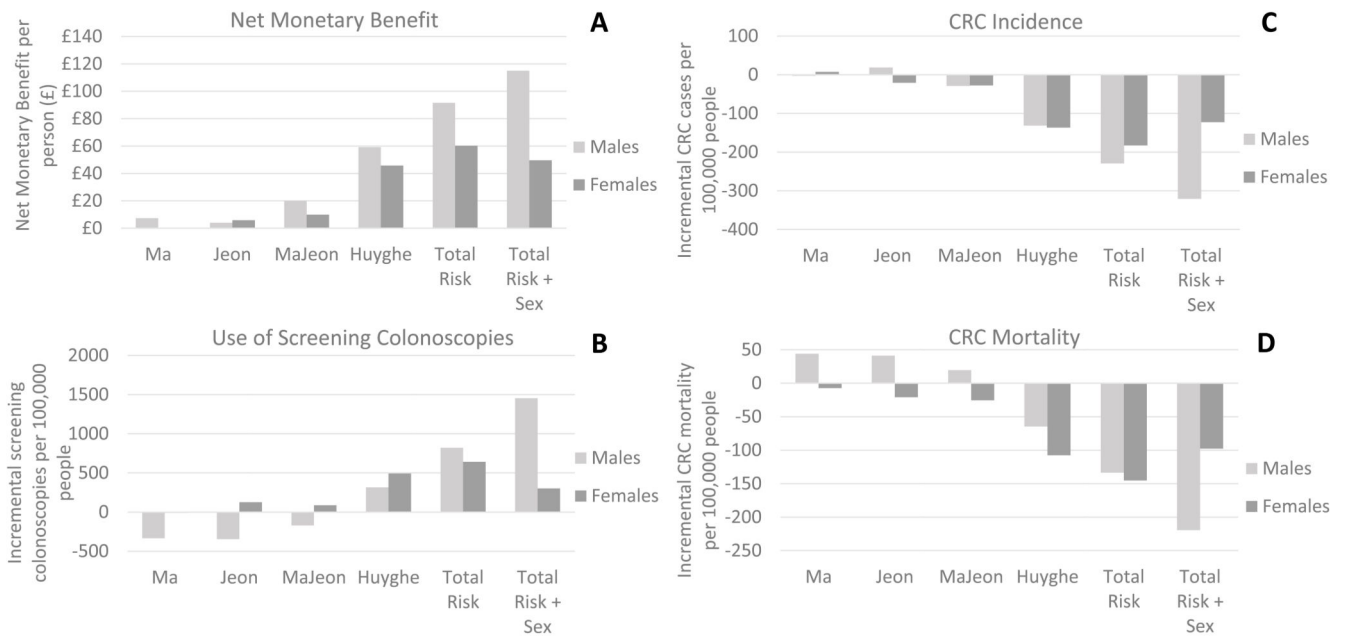 Net Monetary Benefit
A
Net Monetary Benefit per
person (£)
£140
£120
£100
£80
£60
£40
£20
£0
Ma
Jeon
MaJeon
Huyghe
Total
Risk
Total
Risk +
Sex
Males
Females
CRC Incidence
C
Incremental CRC cases per
100,000 people
100
0
-100
-200
-300
-400
Ma
Jeon
MaJeon
Huyghe
Total
Risk
Total
Risk +
Sex
Males
Females
Use of Screening Colonoscopies
B
Incremental screening
colonoscopies per 100,000
people
2000
1500
1000
500
0
-500
Ma
Jeon
MaJeon
Huyghe
Total
Risk
Total
Risk +
Sex
Males
Females
CRC Mortality
D
Incremental CRC mortality
per 100,000 people
50
0
-50
-100
-150
-200
-250
Ma
Jeon
MaJeon
Huyghe
Total
Risk
Total
Risk +
Sex
Males
Females